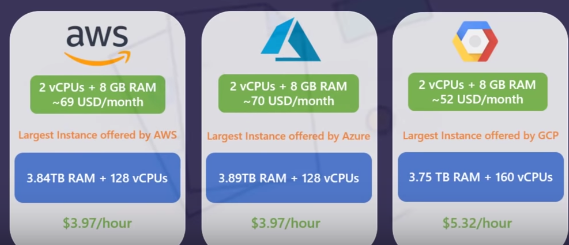 aws
2 vCPUs + 8 GB RAM
~69 USD/month
Largest Instance offered by AWS
3.84TB RAM + 128 vCPUs
$3.97/hour
2 vCPUs + 8 GB RAM
~70 USD/month
Largest Instance offered by Azure
3.89TB RAM + 128 vCPUs
$3.97/hour
2 vCPUs + 8 GB RAM
~52 USD/month
Largest Instance offered by GCP
3.75 TB RAM + 160 vCPUs
$5.32/hour